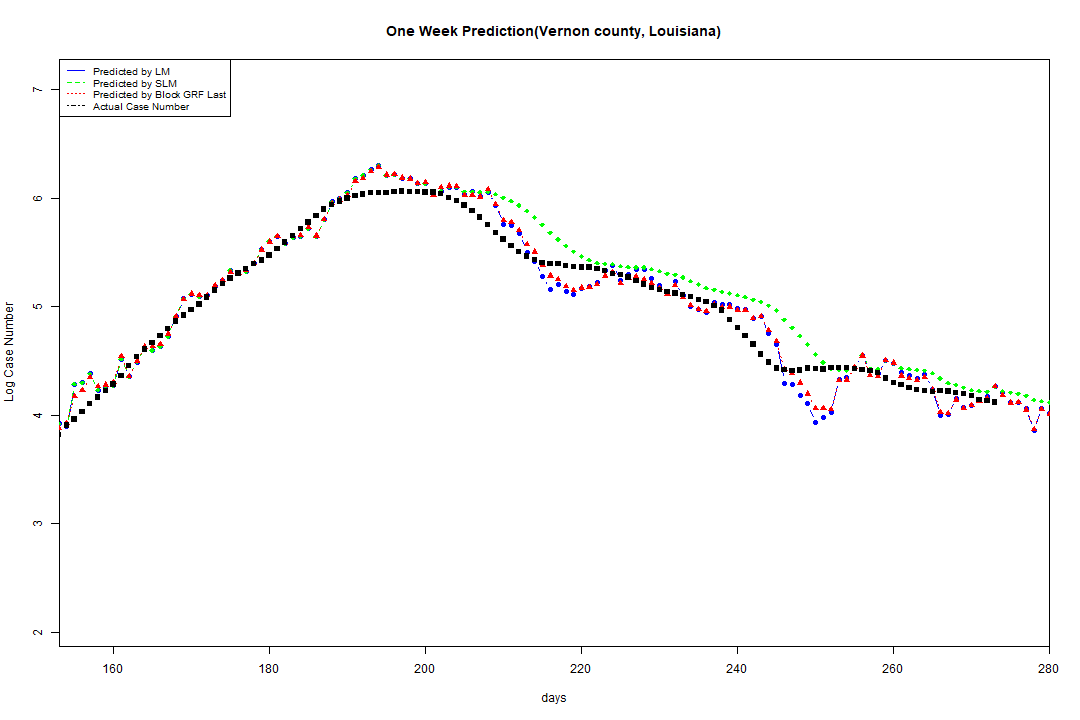 One Week Prediction(Vernon county, Louisiana)
Predicted by LM
Predicted by SLM
Predicted by Block GRF Last
Actual Case Number
7
6
5
4
3
2
Log Case Number
160 180 200 220 240 260 280
days